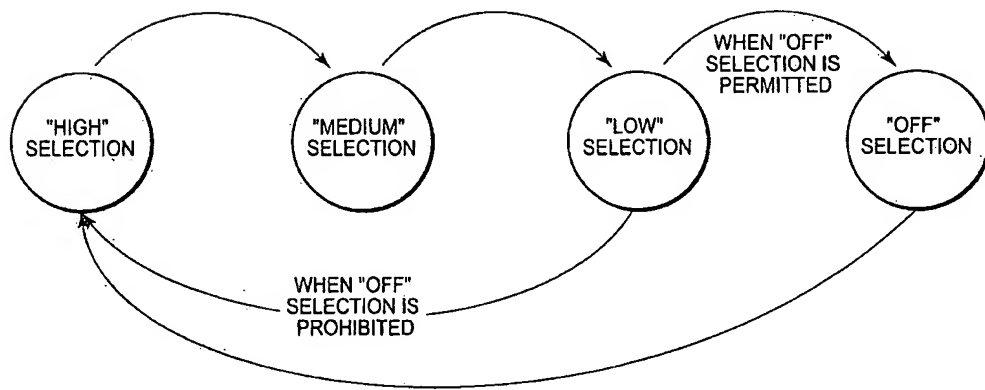 "HIGH"
SELECTION
"MEDIUM"
SELECTION
"LOW"
SELECTION
WHEN "OFF"
SELECTION IS
PERMITTED
"OFF"
SELECTION
WHEN "OFF"
SELECTION IS
PROHIBITED